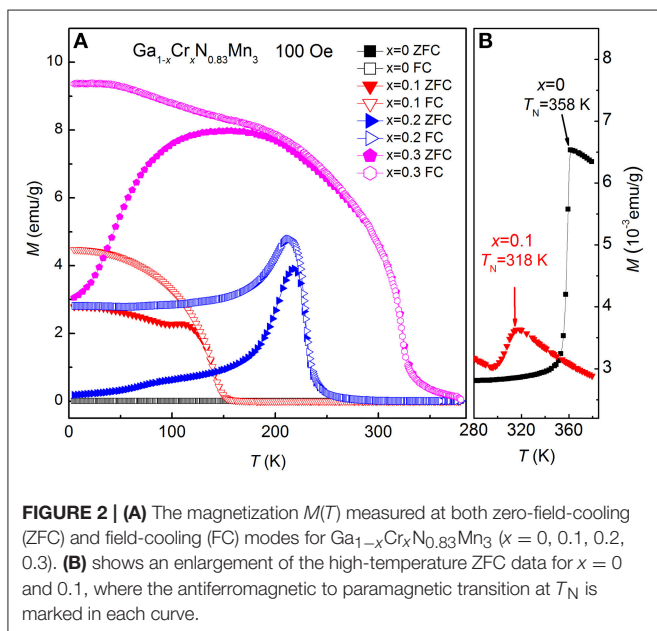 A
Ga1-xCrxN0.83Mn3 100 Oe
x=0 ZFC
x=0 FC
x=0.1 ZFC
x=0.1 FC
x=0.2 ZFC
x=0.2 FC
x=0.3 ZFC
x=0.3 FC
10
8
6
4
2
0
M (emu/g)
0 100 200 300
T (K)
B
x=0
TN=358 K
x=0.1
TN=318 K
8
7
6
5
4
3
M (10-3 emu/g)
280 320 360
T (K)
FIGURE 2 | (A) The magnetization M(T) measured at both zero-field-cooling
(ZFC) and field-cooling (FC) modes for Ga1−xCrxN0.83Mn3 (x = 0, 0.1, 0.2,
0.3). (B) shows an enlargement of the high-temperature ZFC data for x = 0
and 0.1, where the antiferromagnetic to paramagnetic transition at TN is
marked in each curve.